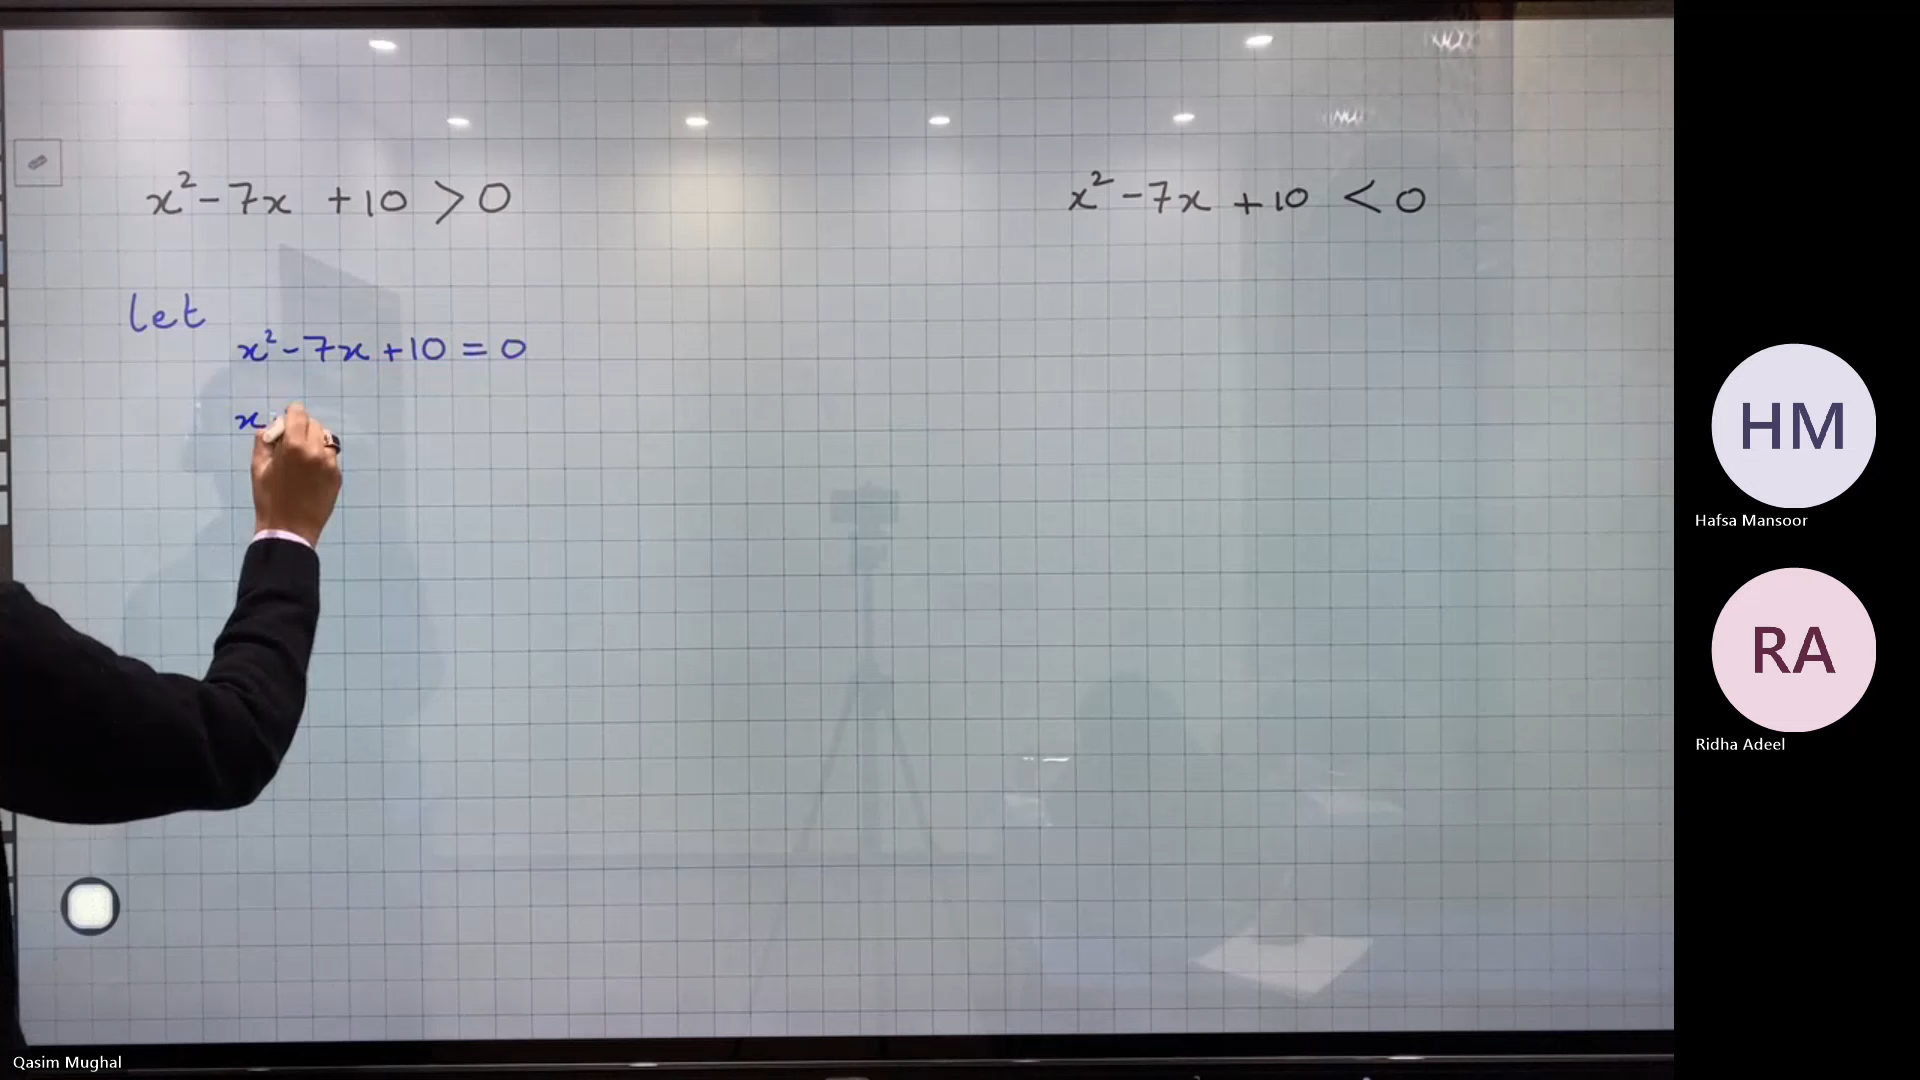 x² - 7x + 10 > 0
x² - 7x + 10 < 0
let
x² - 7x + 10 = 0
x
HM
Hafsa Mansoor
RA
Ridha Adeel
Qasim Mughal